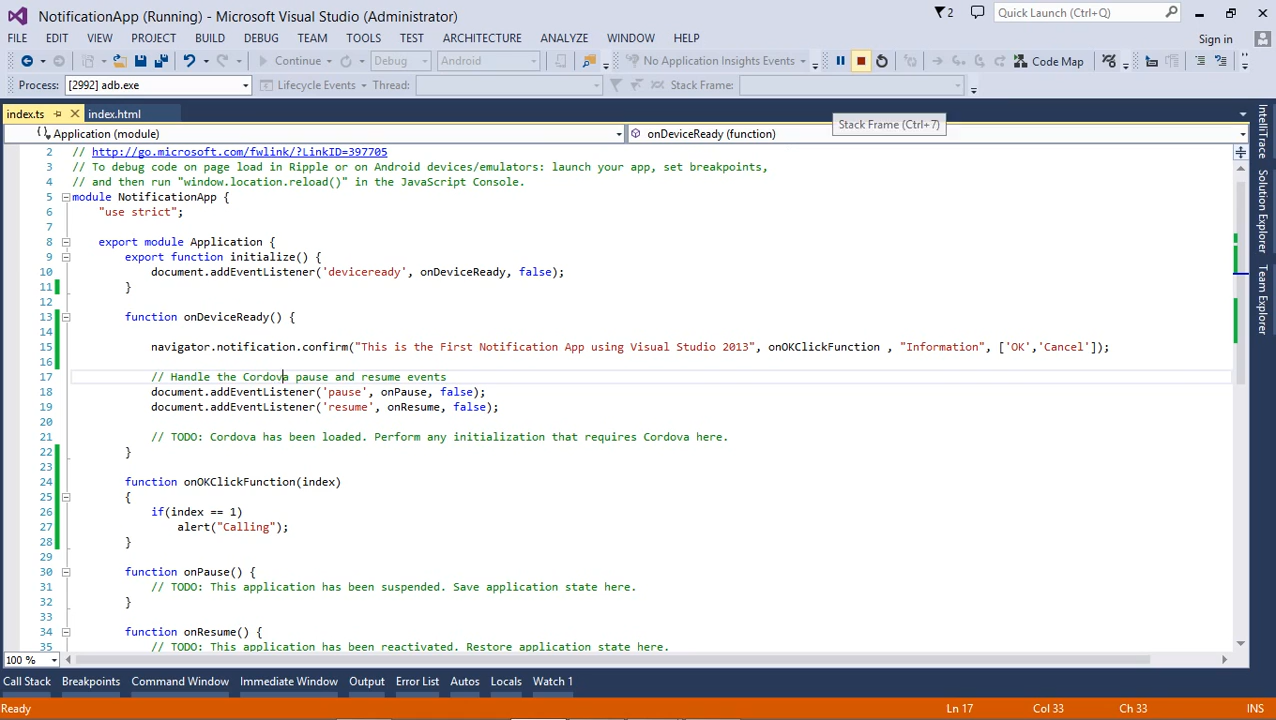 NotificationApp (Running) - Microsoft Visual Studio (Administrator)
2
Quick Launch (Ctrl+Q)
FILE EDIT VIEW PROJECT BUILD DEBUG TEAM TOOLS TEST ARCHITECTURE ANALYZE WINDOW HELP
Sign in
Continue Debug Android No Application Insights Events Code Map
Process: [2992] adb.exe Lifecycle Events Thread: Stack Frame:
index.ts index.html
Stack Frame (Ctrl+7)
Application (module) onDeviceReady (function)
2 // http://go.microsoft.com/fwlink/?LinkID=397705
3 // To debug code on page load in Ripple or on Android devices/emulators: launch your app, set breakpoints,
4 // and then run "window.location.reload()" in the JavaScript Console.
5 module NotificationApp {
6 "use strict";
7
8 export module Application {
9 export function initialize() {
10 document.addEventListener('deviceready', onDeviceReady, false);
11 }
12
13 function onDeviceReady() {
14
15 navigator.notification.confirm("This is the First Notification App using Visual Studio 2013", onOKClickFunction , "Information", ['OK','Cancel']);
16
17 // Handle the Cordova pause and resume events
18 document.addEventListener('pause', onPause, false);
19 document.addEventListener('resume', onResume, false);
20
21 // TODO: Cordova has been loaded. Perform any initialization that requires Cordova here.
22 }
23
24 function onOKClickFunction(index)
25 {
26 if(index == 1)
27 alert("Calling");
28 }
29
30 function onPause() {
31 // TODO: This application has been suspended. Save application state here.
32 }
33
34 function onResume() {
35 // TODO: This application has been reactivated. Restore application state here.
IntelliTrace
Solution Explorer
Team Explorer
100 %
Call Stack Breakpoints Command Window Immediate Window Output Error List Autos Locals Watch 1
Ready Ln 17 Col 33 Ch 33 INS